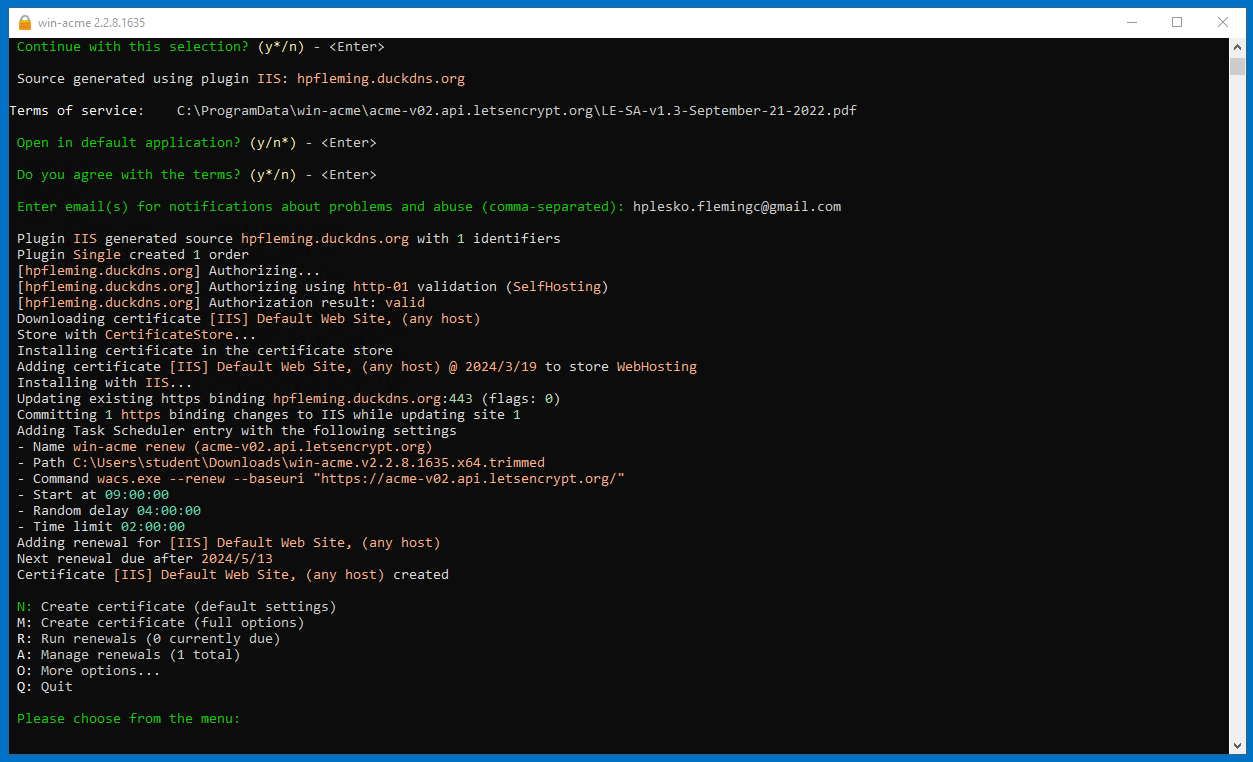 win-acme 2.2.8.1635
Continue with this selection? (y*/n) - <Enter>
Source generated using plugin IIS: hpfleming.duckdns.org
Terms of service:    C:\ProgramData\win-acme\acme-v02.api.letsencrypt.org\LE-SA-v1.3-September-21-2022.pdf
Open in default application? (y/n*) - <Enter>
Do you agree with the terms? (y*/n) - <Enter>
Enter email(s) for notifications about problems and abuse (comma-separated): hplesko.flemingc@gmail.com
Plugin IIS generated source hpfleming.duckdns.org with 1 identifiers
Plugin Single created 1 order
[hpfleming.duckdns.org] Authorizing...
[hpfleming.duckdns.org] Authorizing using http-01 validation (SelfHosting)
[hpfleming.duckdns.org] Authorization result: valid
Downloading certificate [IIS] Default Web Site, (any host)
Store with CertificateStore...
Installing certificate in the certificate store
Adding certificate [IIS] Default Web Site, (any host) @ 2024/3/19 to store WebHosting
Installing with IIS...
Updating existing https binding hpfleming.duckdns.org:443 (flags: 0)
Committing 1 https binding changes to IIS while updating site 1
Adding Task Scheduler entry with the following settings
- Name win-acme renew (acme-v02.api.letsencrypt.org)
- Path C:\Users\student\Downloads\win-acme.v2.2.8.1635.x64.trimmed
- Command wacs.exe --renew --baseuri "https://acme-v02.api.letsencrypt.org/"
- Start at 09:00:00
- Random delay 04:00:00
- Time limit 02:00:00
Adding renewal for [IIS] Default Web Site, (any host)
Next renewal due after 2024/5/13
Certificate [IIS] Default Web Site, (any host) created
N: Create certificate (default settings)
M: Create certificate (full options)
R: Run renewals (0 currently due)
A: Manage renewals (1 total)
O: More options...
Q: Quit
Please choose from the menu: